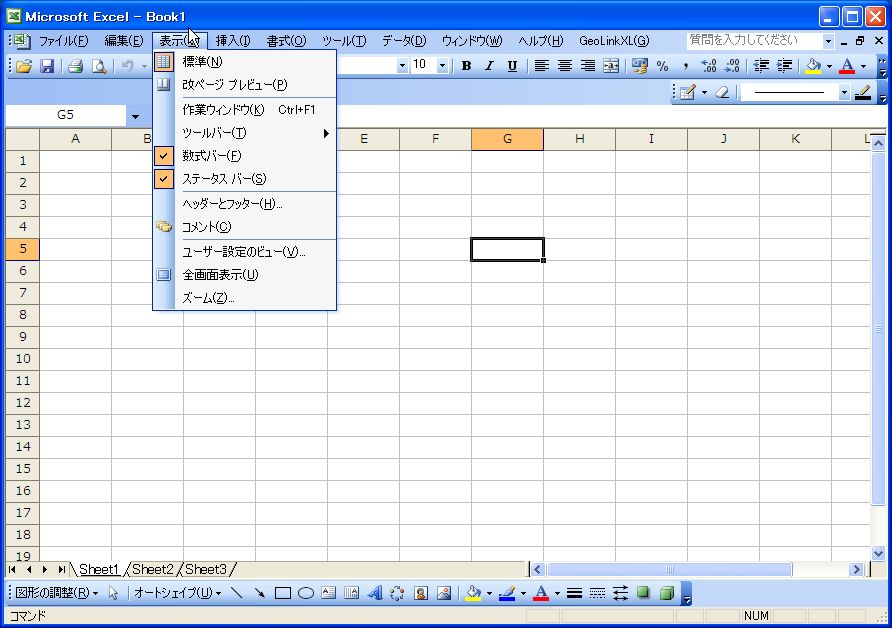 Microsoft Excel - Book1
ファイル(F) 編集(E) 表示(V) 挿入(I) 書式(O) ツール(T) データ(D) ウィンドウ(W) ヘルプ(H) GeoLinkXL(G) 質問を入力してください
10 B I U %
G5
標準(N)
改ページ プレビュー(P)
作業ウィンドウ(K) Ctrl+F1
ツールバー(T)
数式バー(F)
ステータス バー(S)
ヘッダーとフッター(H)...
コメント(C)
ユーザー設定のビュー(V)...
全画面表示(U)
ズーム(Z)...
A B E F G H I J K L
1
2
3
4
5
6
7
8
9
10
11
12
13
14
15
16
17
18
19
Sheet1 Sheet2 Sheet3
図形の調整(R) オートシェイプ(U)
コマンド NUM